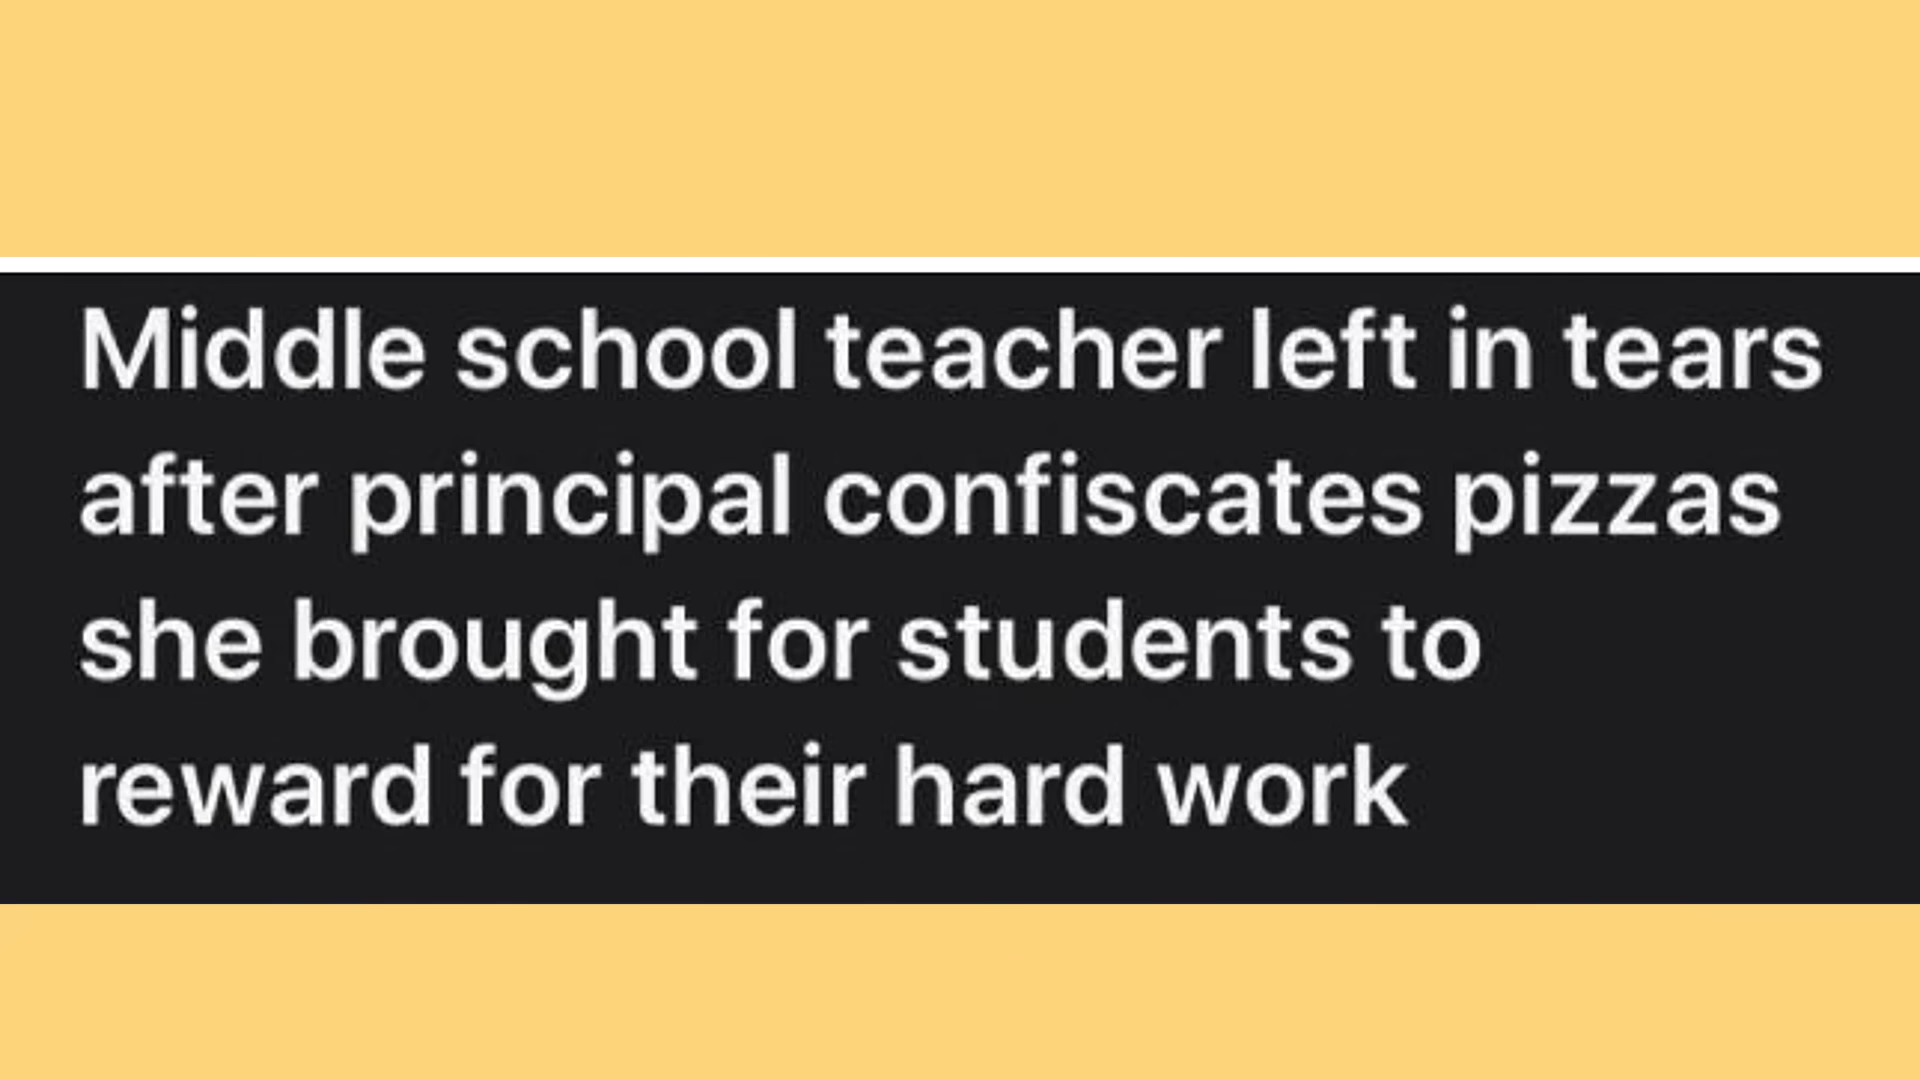 Middle school teacher left in tears
after principal confiscates pizzas
she brought for students to
reward for their hard work